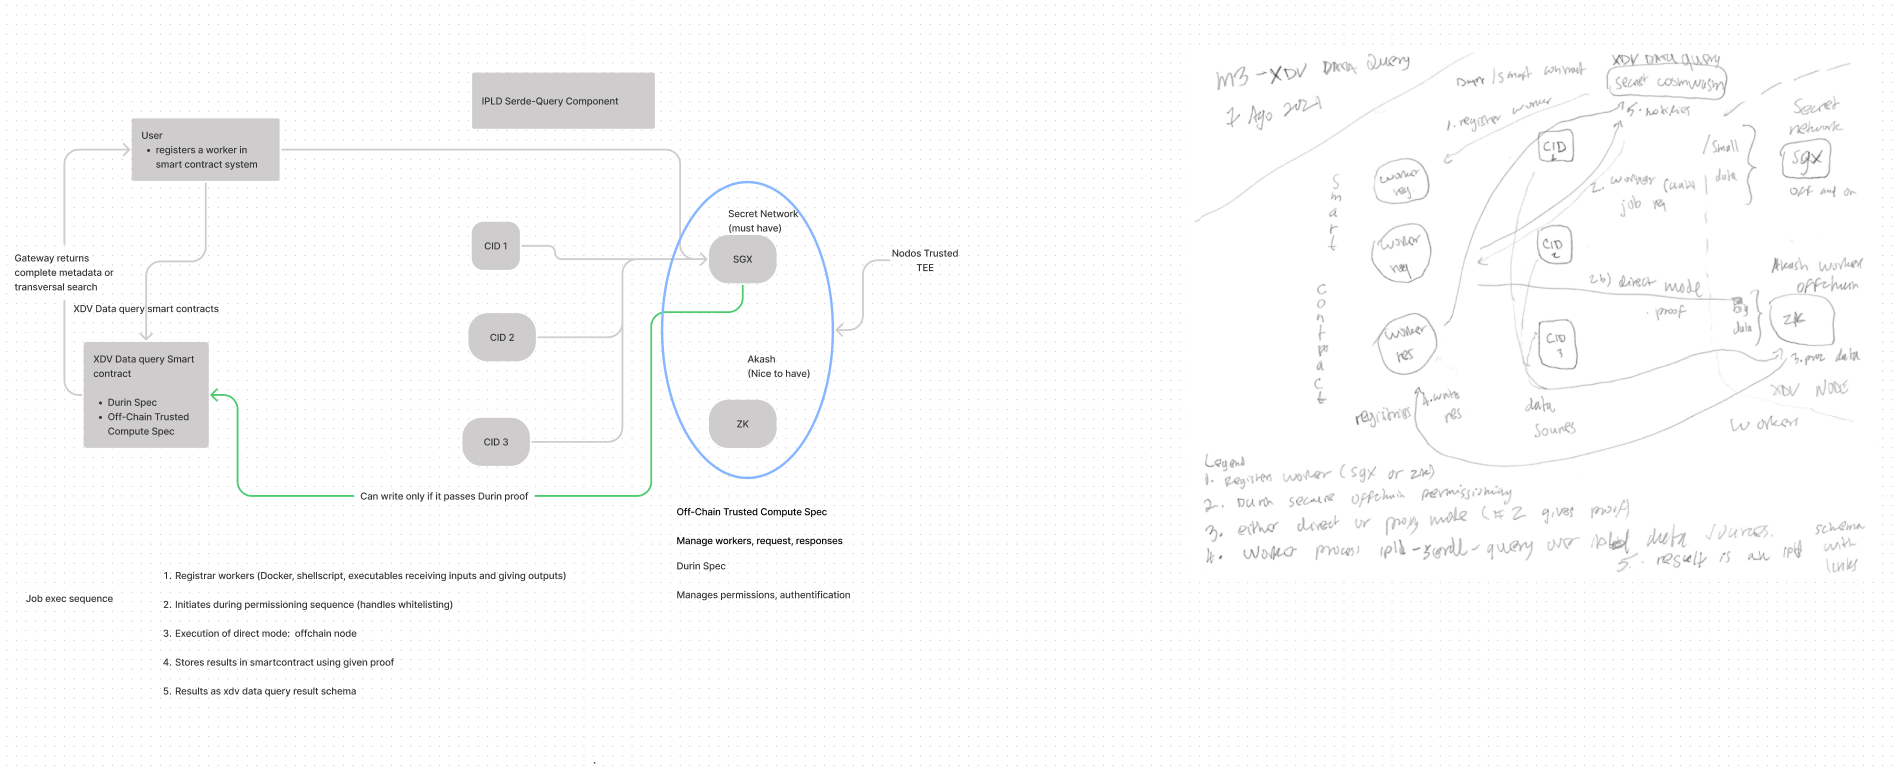 IPLD Serde-Query Component
User
• registers a worker in
smart contract system
Secret Network
(must have)
CID 1
SGX
Nodos Trusted
TEE
Gateway returns
complete metadata or
transversal search
XDV Data query smart contracts
CID 2
XDV Data query Smart
contract
• Durin Spec
• Off-Chain Trusted
Compute Spec
Akash
(Nice to have)
CID 3
ZK
Can write only if it passes Durin proof
Off-Chain Trusted Compute Spec
Manage workers, request, responses
Durin Spec
Manages permissions, authentification
Job exec sequence
1. Registrar workers (Docker, shellscript, executables receiving inputs and giving outputs)
2. Initiates during permissioning sequence (handles whitelisting)
3. Execution of direct mode: offchain node
4. Stores results in smartcontract using given proof
5. Results as xdv data query result schema
M3 - XDV DATA Query
7 Ago 2021
/ smart contract
XDV DATA Query
secret cosmwasm
1. register worker
5. notifies
Secret
network
SGX
off and on
/small
data
CID
2. worker
job req
worker
req
Smart
Contract
worker
req
CID
2
2b) direct mode
proof
Akash workers
offchain
big
data
ZK
worker
res
CID
3
3. proc data
XDV NODE
4. write
res
registries
data
sources
workers
Legend
1. Register worker (sgx or zk)
2. Durin secure offchain permissioning
3. either direct or proxy mode (#2 gives proof)
4. worker process ipld-serde-query over ipld data sources.
5. result is an ipld schema
with
links